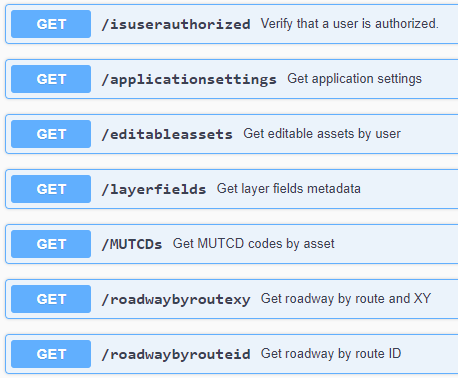 GET /isuserauthorized Verify that a user is authorized.
GET /applicationsettings Get application settings
GET /editableassets Get editable assets by user
GET /layerfields Get layer fields metadata
GET /MUTCDs Get MUTCD codes by asset
GET /roadwaybyroutexy Get roadway by route and XY
GET /roadwaybyrouteid Get roadway by route ID